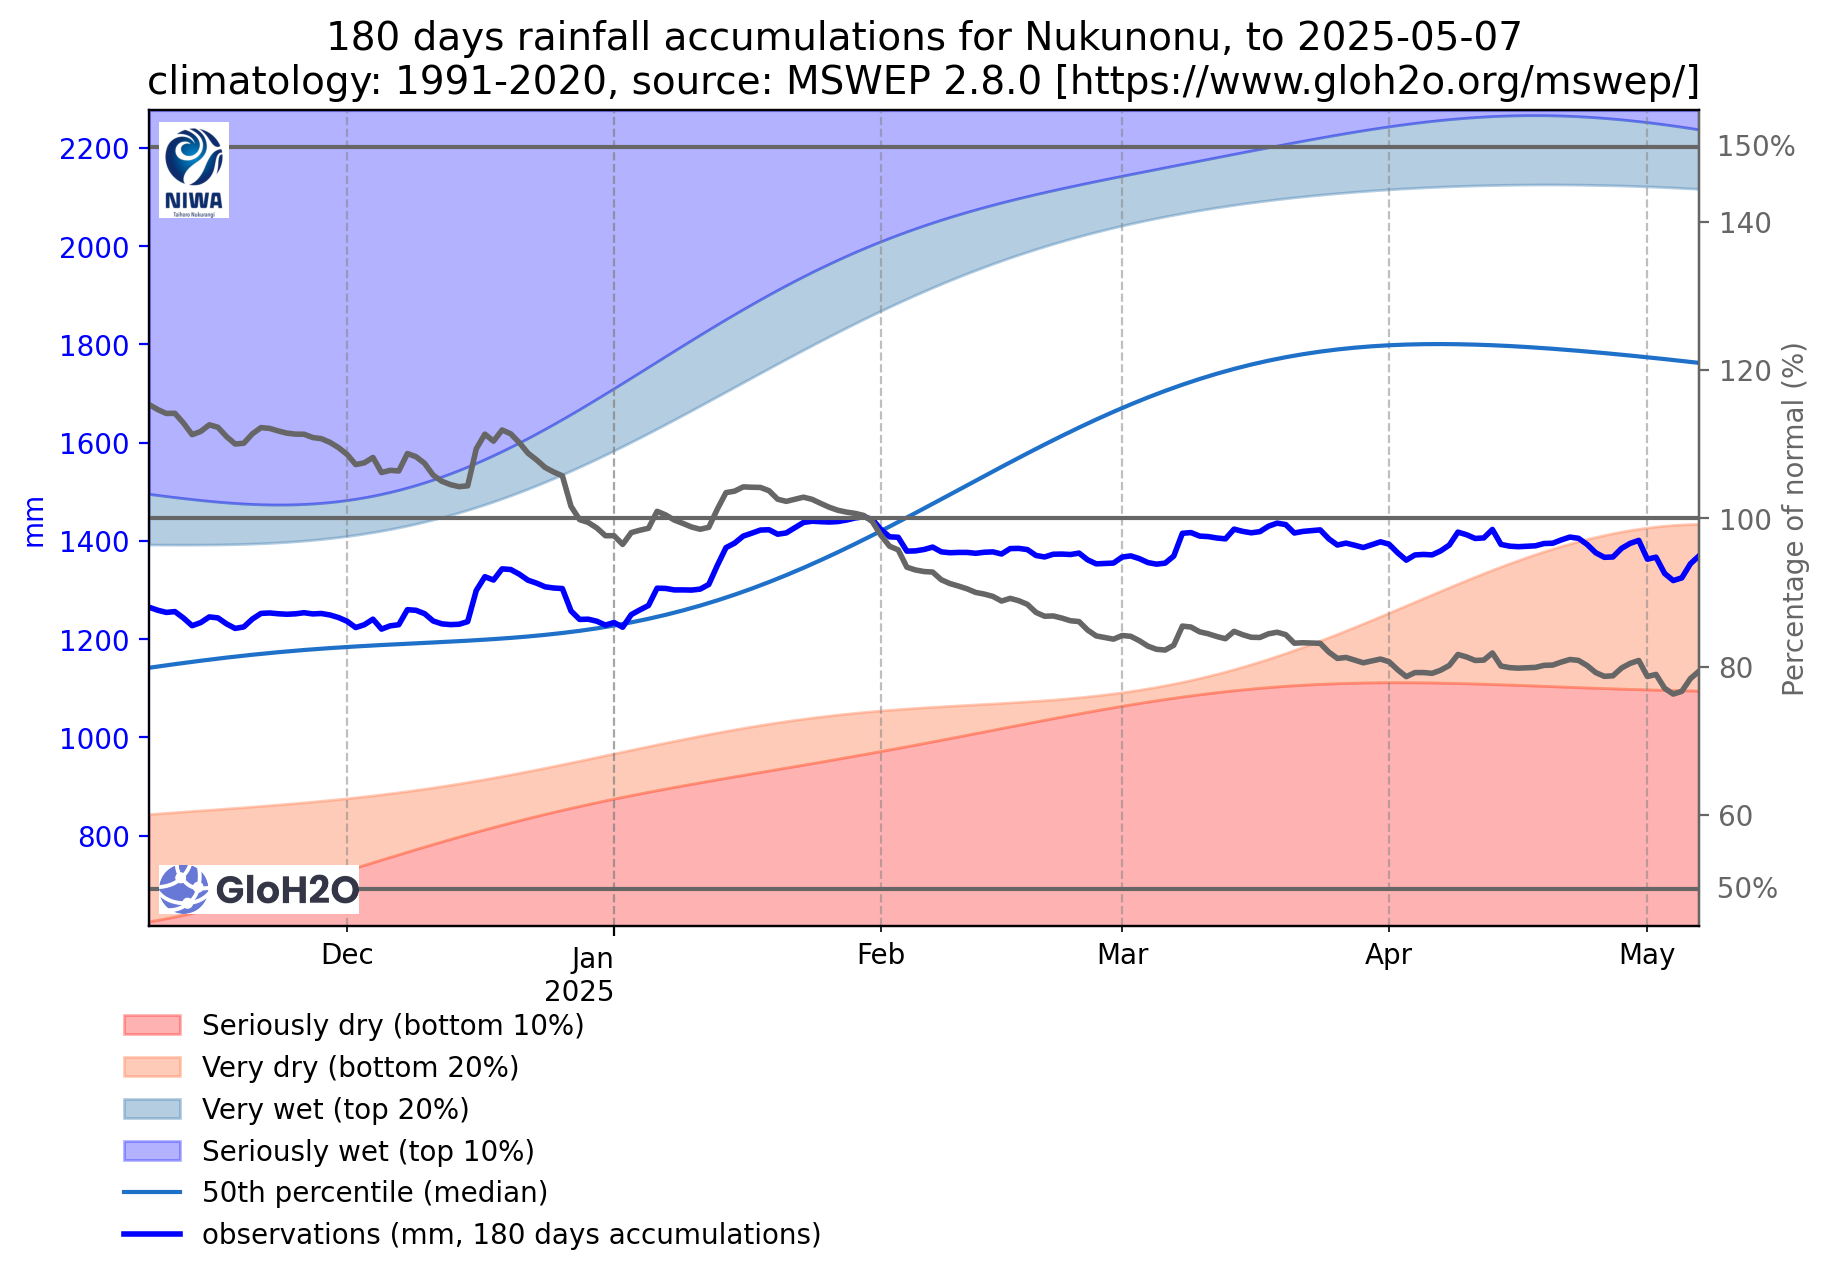 180 days rainfall accumulations for Nukunonu, to 2025-05-07
climatology: 1991-2020, source: MSWEP 2.8.0 [https://www.gloh2o.org/mswep/]
NIWA
Taihoro Nukurangi
2200
2000
1800
1600
1400
1200
1000
800
mm
150%
140
120
100
80
60
50%
Percentage of normal (%)
GloH2O
Dec
Jan
2025
Feb
Mar
Apr
May
Seriously dry (bottom 10%)
Very dry (bottom 20%)
Very wet (top 20%)
Seriously wet (top 10%)
50th percentile (median)
observations (mm, 180 days accumulations)